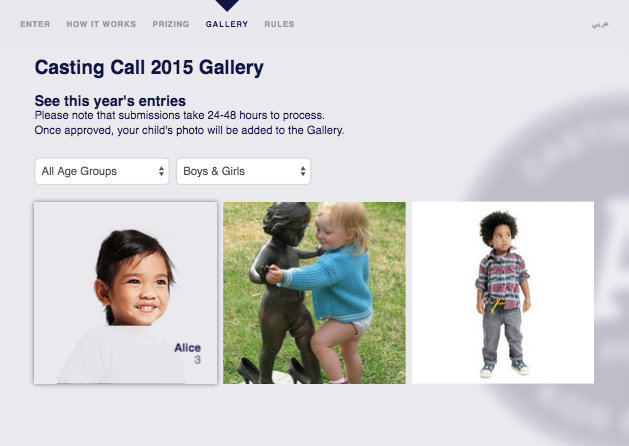 ENTER HOW IT WORKS PRIZING GALLERY RULES عربي
Casting Call 2015 Gallery
See this year's entries
Please note that submissions take 24-48 hours to process.
Once approved, your child's photo will be added to the Gallery.
All Age Groups Boys & Girls
Alice
3